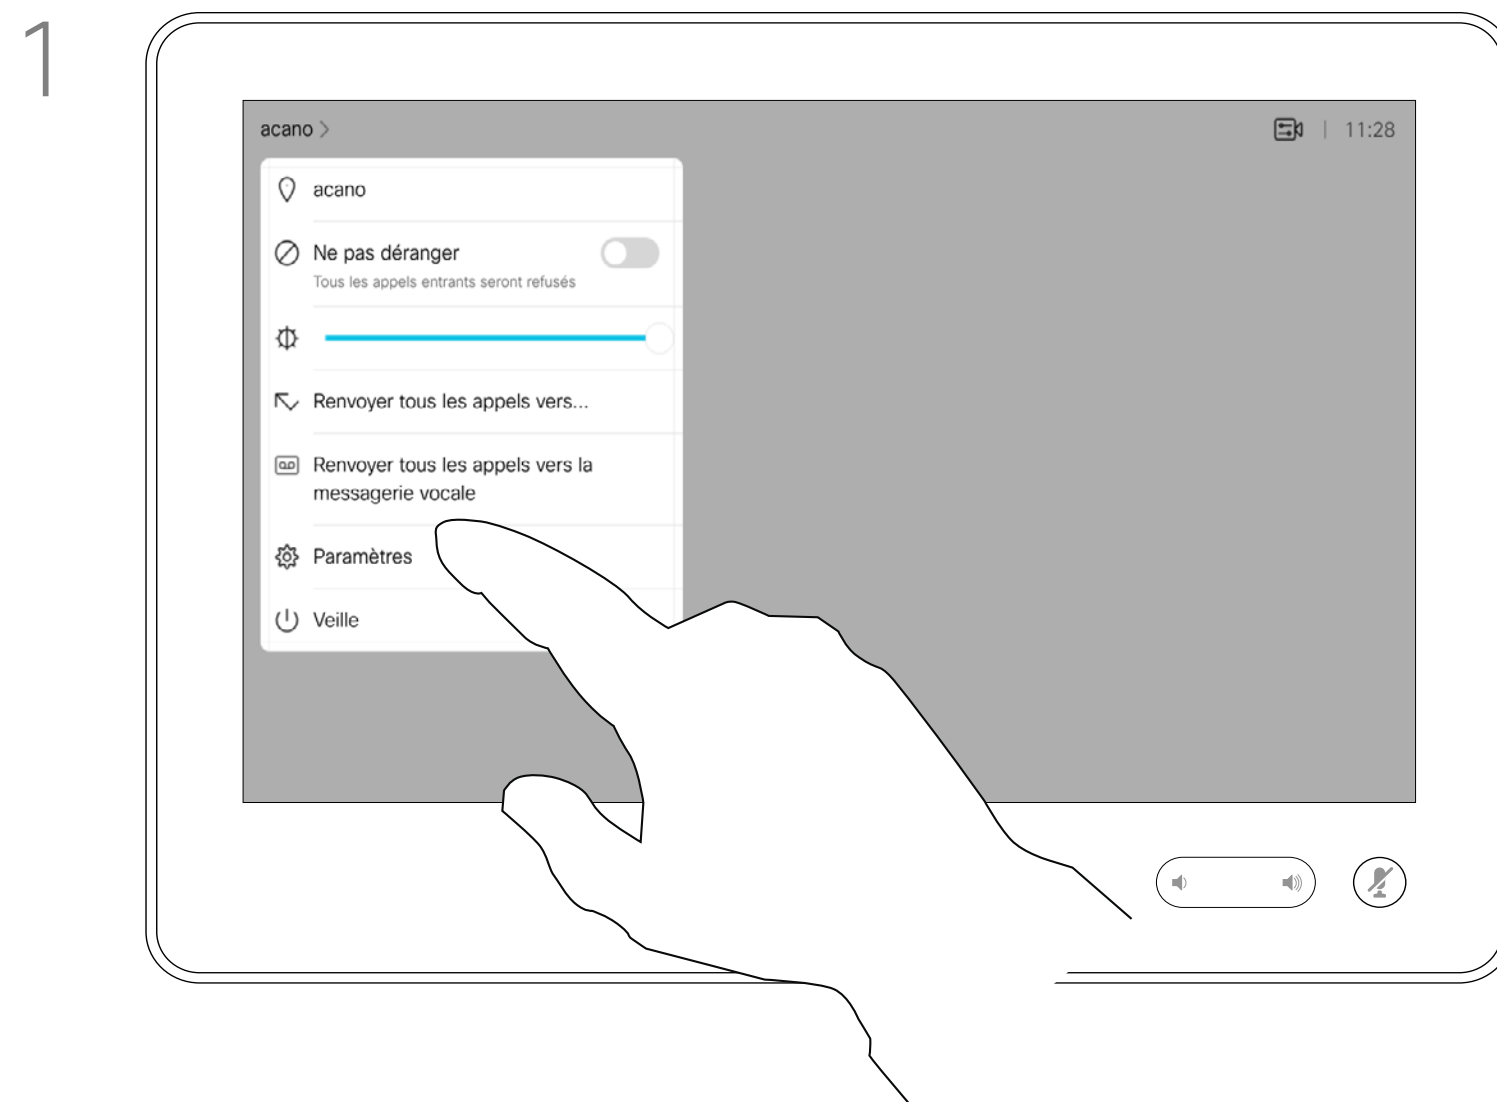 1
acano >
11:28
acano
Ne pas déranger
Tous les appels entrants seront refusés
Renvoyer tous les appels vers...
Renvoyer tous les appels vers la
messagerie vocale
Paramètres
Veille